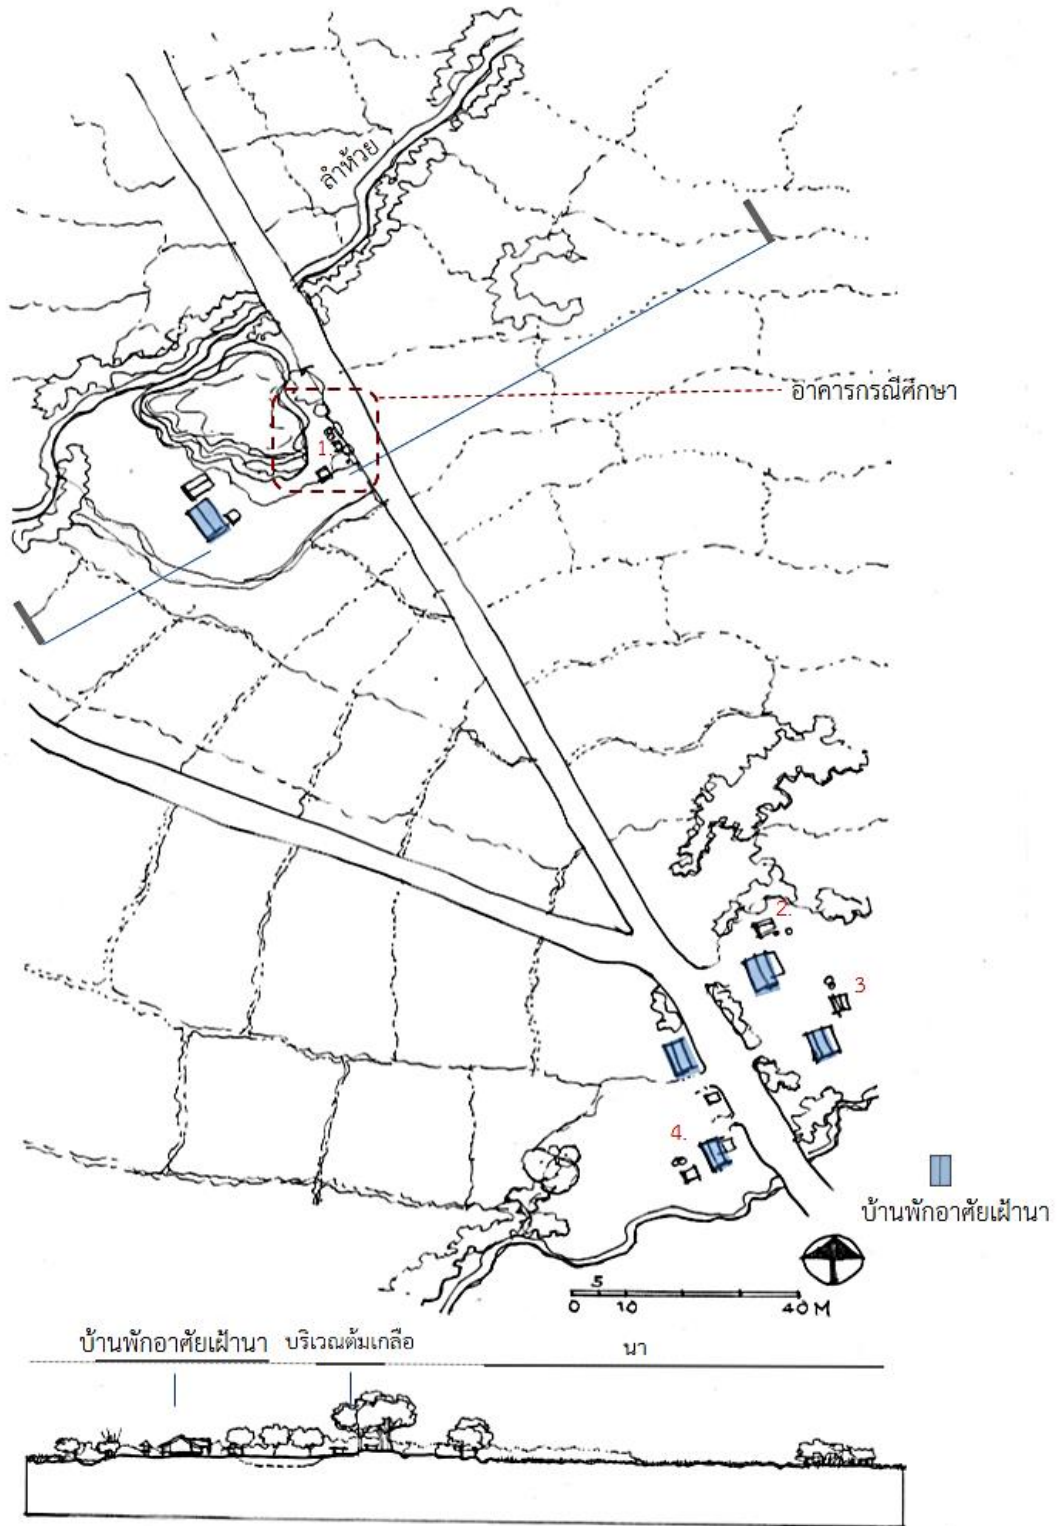 ลำห้วย
อาคารกรณีศึกษา
1.
2.
3
4.
บ้านพักอาศัยเฝ้านา
5
0 10 40 M
บ้านพักอาศัยเฝ้านา บริเวณต้มเกลือ นา